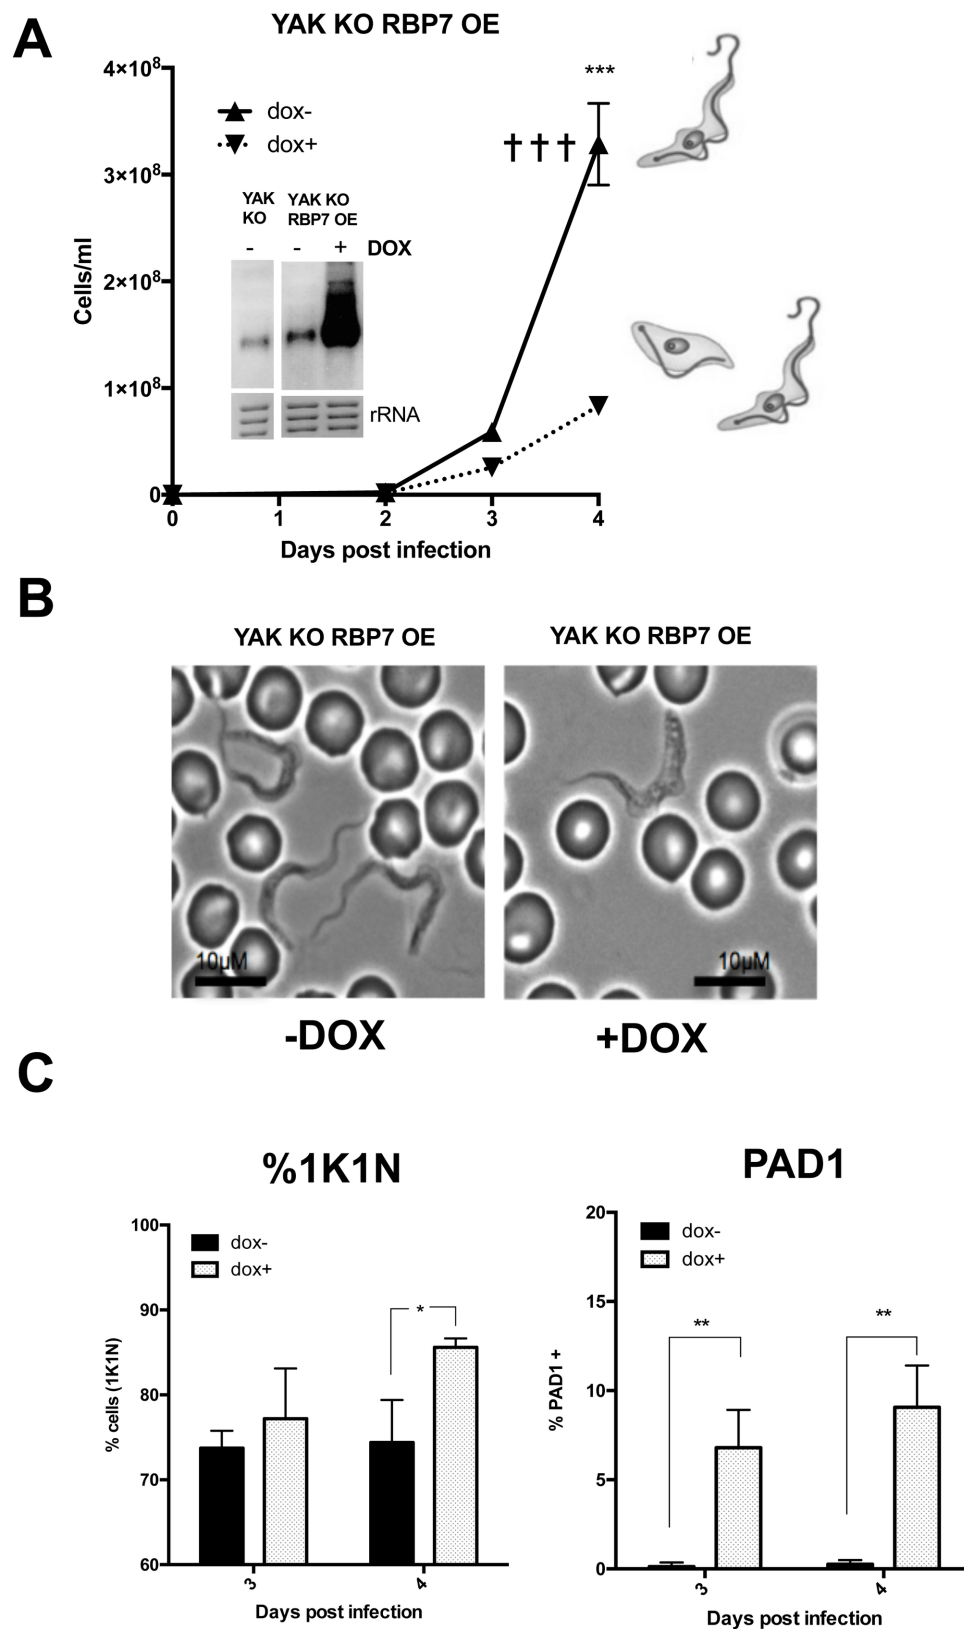 A
YAK KO RBP7 OE
4×10⁸
3×10⁸
2×10⁸
1×10⁸
0
Cells/ml
dox-
dox+
***
†††
YAK KO
YAK KO RBP7 OE
- - + DOX
rRNA
0 1 2 3 4
Days post infection
B
YAK KO RBP7 OE
YAK KO RBP7 OE
10µM
10µM
-DOX
+DOX
C
%1K1N
100
90
80
70
60
% cells (1K1N)
dox-
dox+
*
3 4
Days post infection
PAD1
20
15
10
5
0
% PAD1 +
dox-
dox+
**
**
3 4
Days post infection